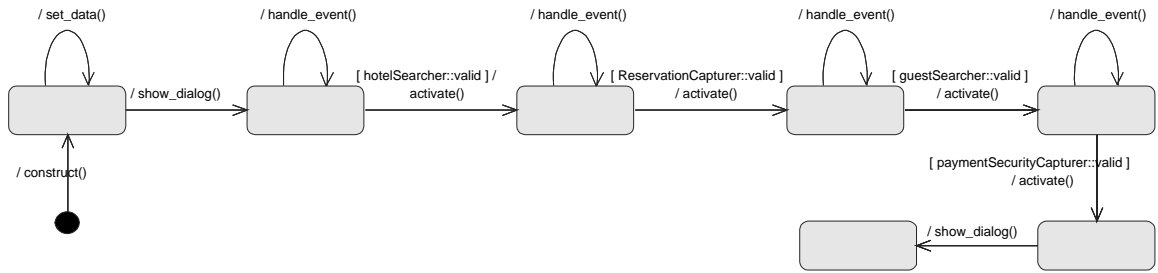 / set_data()
/ handle_event()
/ handle_event()
/ handle_event()
/ handle_event()
/ show_dialog()
[ hotelSearcher::valid ] /
activate()
[ ReservationCapturer::valid ]
/ activate()
[ guestSearcher::valid ]
/ activate()
/ construct()
[ paymentSecurityCapturer::valid ]
/ activate()
/ show_dialog()